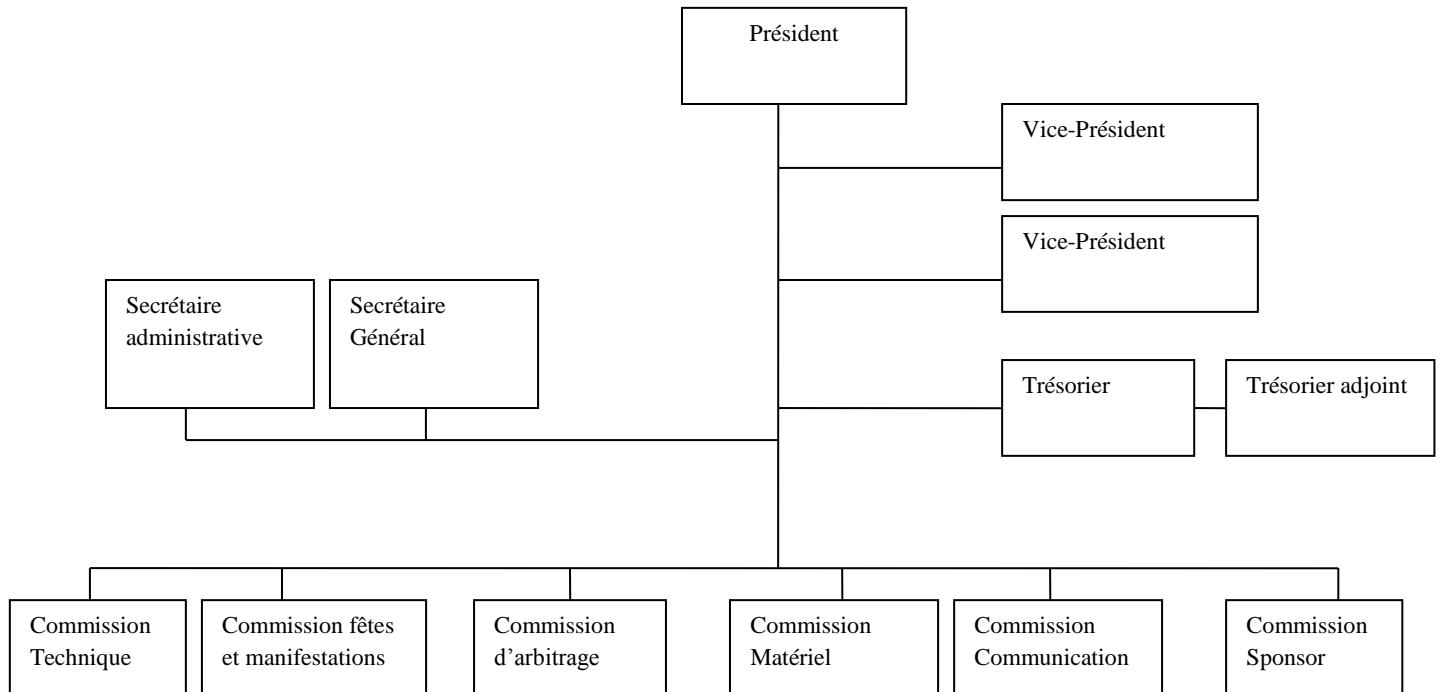 Président
Vice-Président
Vice-Président
Secrétaire
administrative
Secrétaire
Général
Trésorier
Trésorier adjoint
Commission
Technique
Commission fêtes
et manifestations
Commission
d’arbitrage
Commission
Matériel
Commission
Communication
Commission
Sponsor